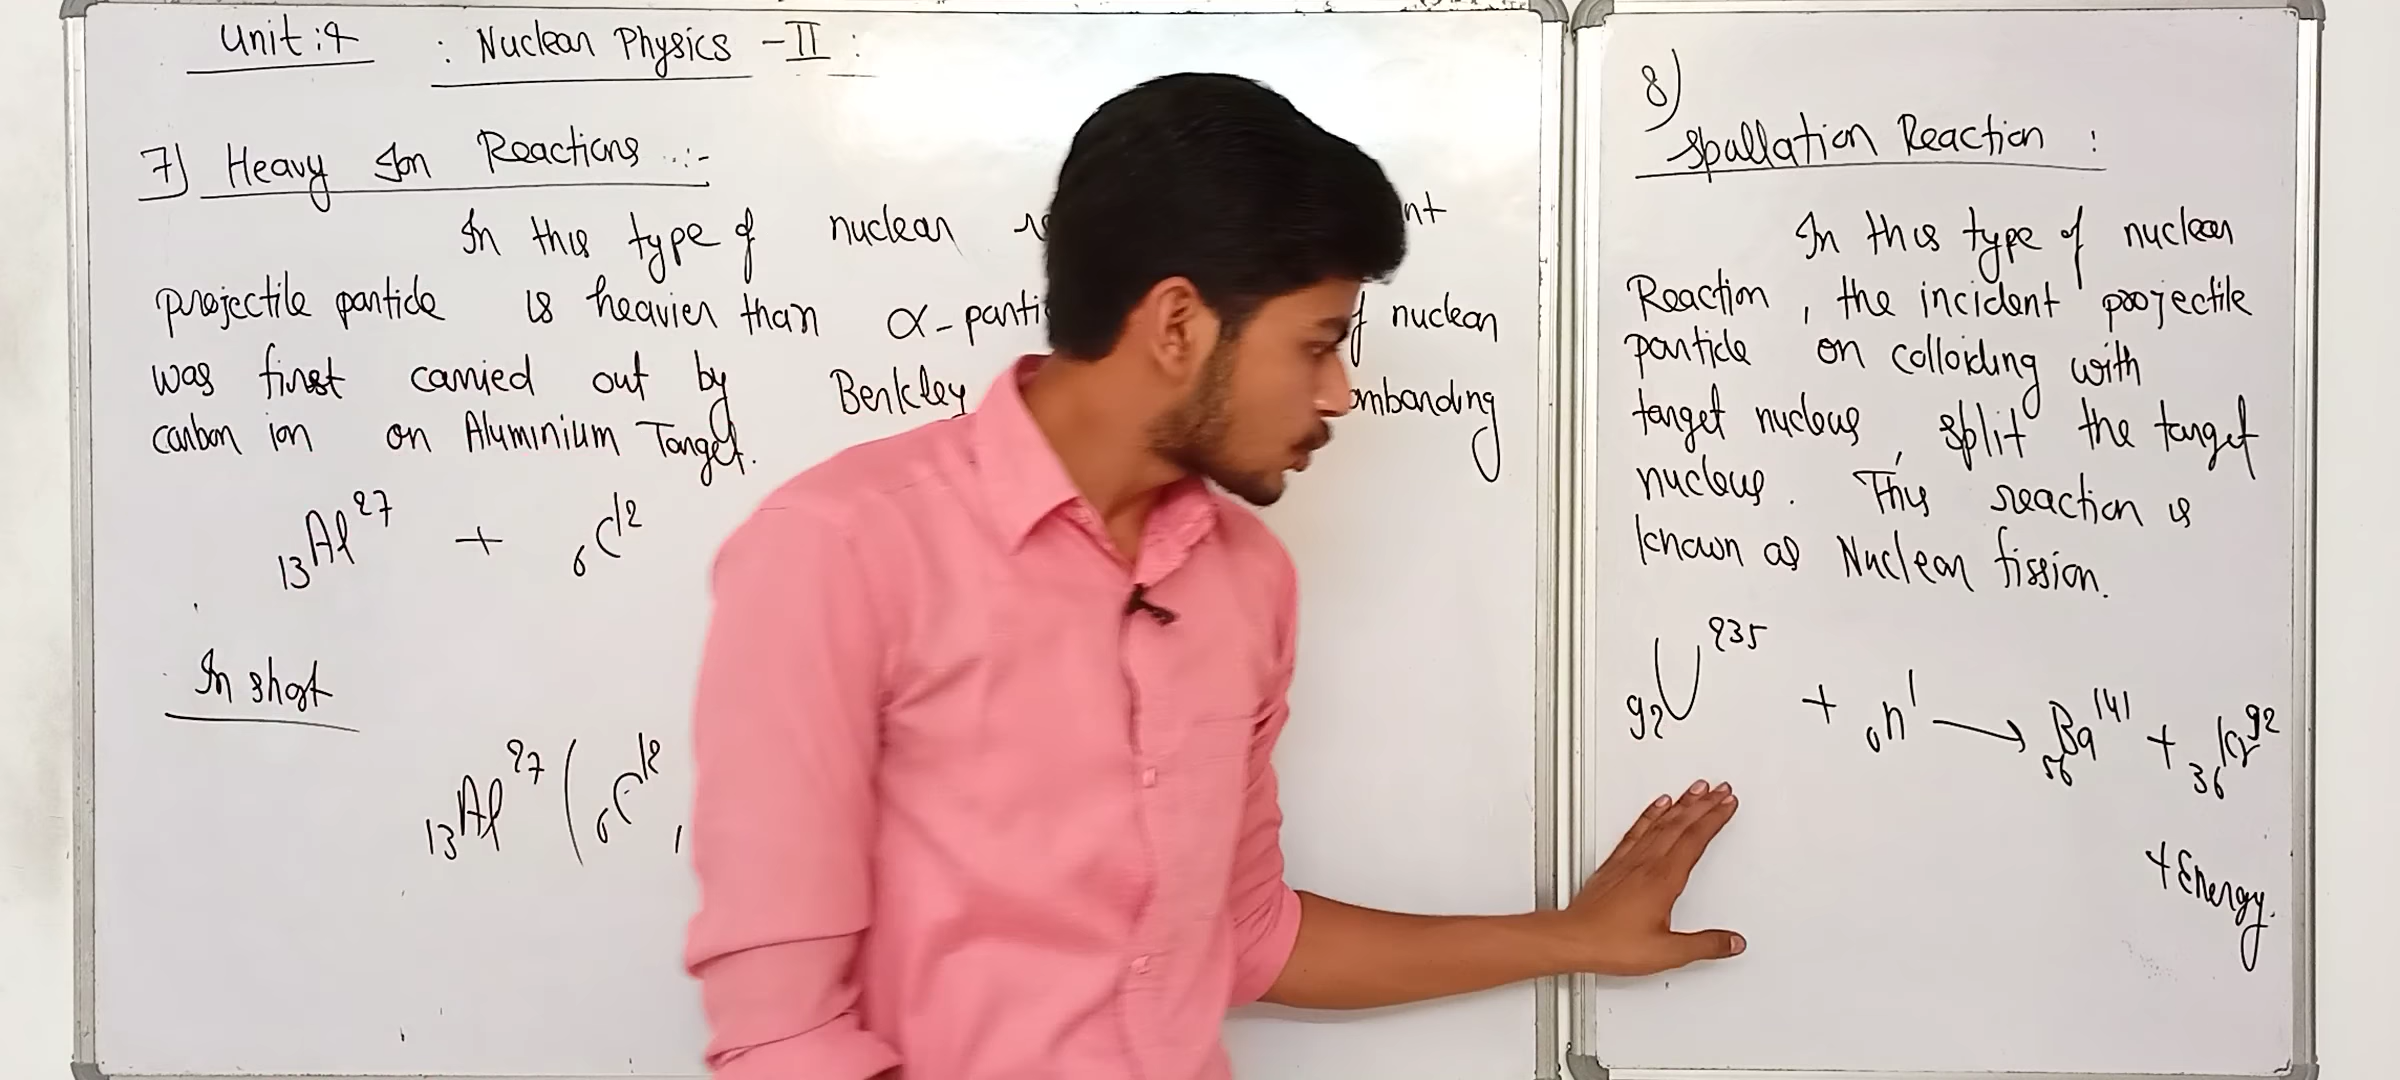 Unit:4 : Nuclear Physics -II :
7) Heavy Ion Reactions :-
In this type of nuclear
projectile particle is heavier than α- nuclear
was first carried out by Berkley
carbon ion on Aluminium Target.
13Al27 + 6C12
In short
13Al27 ( 6C12 ,
8)
Spallation Reaction :
In this type of nuclear
Reaction , the incident projectile
particle on colloiding with
target nucleus , split the target
nucleus . This reaction is
known as Nuclear fission.
92U235 + 0n1 → 56Ba141 + 36Kr92
+ Energy.